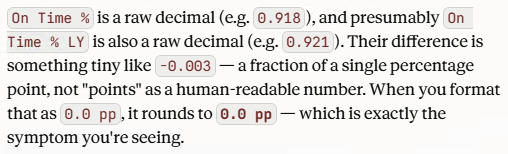 On Time % is a raw decimal (e.g. 0.918), and presumably On
Time % LY is also a raw decimal (e.g. 0.921). Their difference is
something tiny like -0.003 — a fraction of a single percentage
point, not "points" as a human-readable number. When you format
that as 0.0 pp, it rounds to 0.0 pp — which is exactly the
symptom you're seeing.